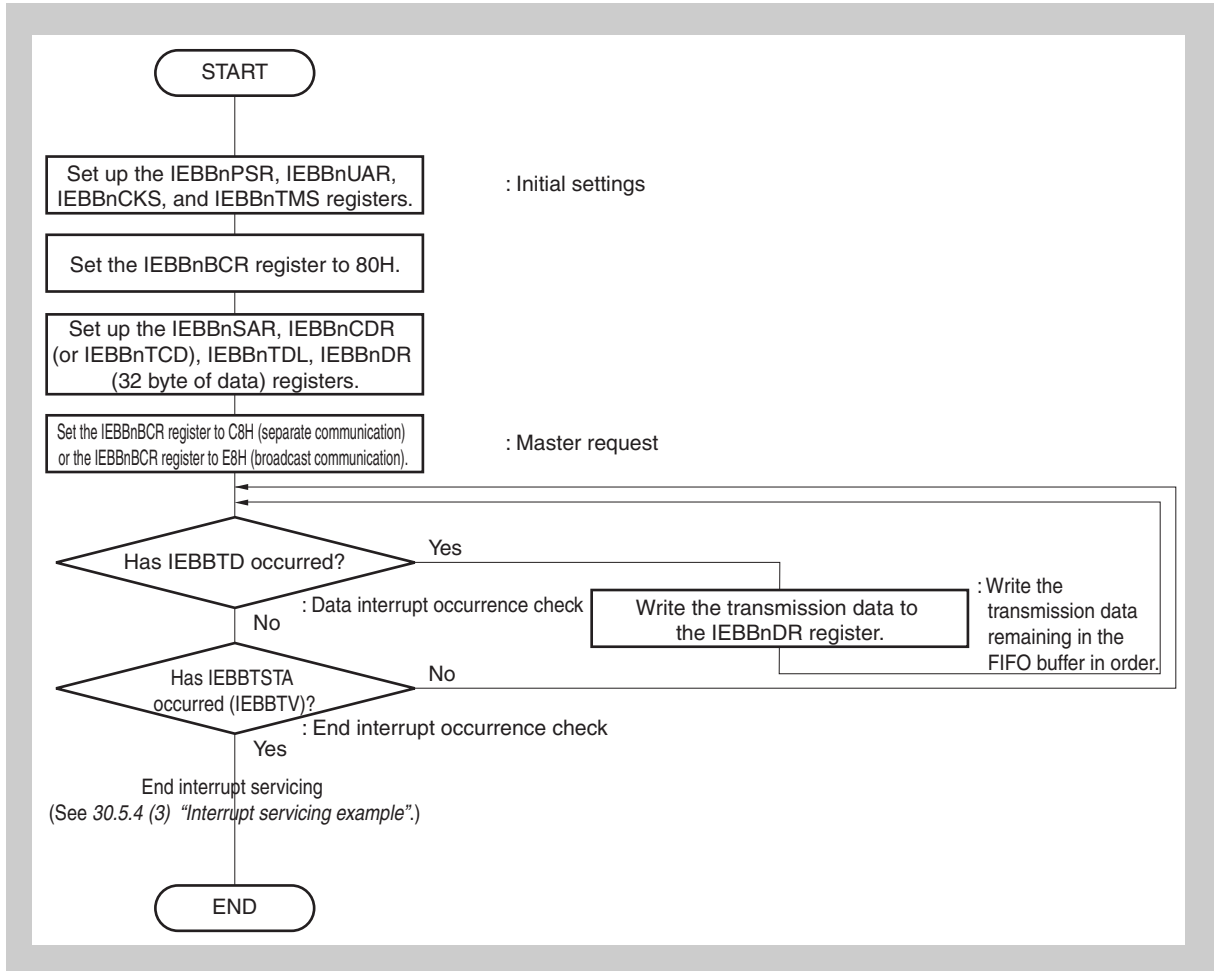 START
Set up the IEBBnPSR, IEBBnUAR,
IEBBnCKS, and IEBBnTMS registers.
: Initial settings
Set the IEBBnBCR register to 80H.
Set up the IEBBnSAR, IEBBnCDR
(or IEBBnTCD), IEBBnTDL, IEBBnDR
(32 byte of data) registers.
Set the IEBBnBCR register to C8H (separate communication)
or the IEBBnBCR register to E8H (broadcast communication).
: Master request
Has IEBBTD occurred?
Yes
: Data interrupt occurrence check
No
Write the transmission data to
the IEBBnDR register.
: Write the
transmission data
remaining in the
FIFO buffer in order.
Has IEBBTSTA
occurred (IEBBTV)?
No
: End interrupt occurrence check
Yes
End interrupt servicing
(See 30.5.4 (3) "Interrupt servicing example".)
END